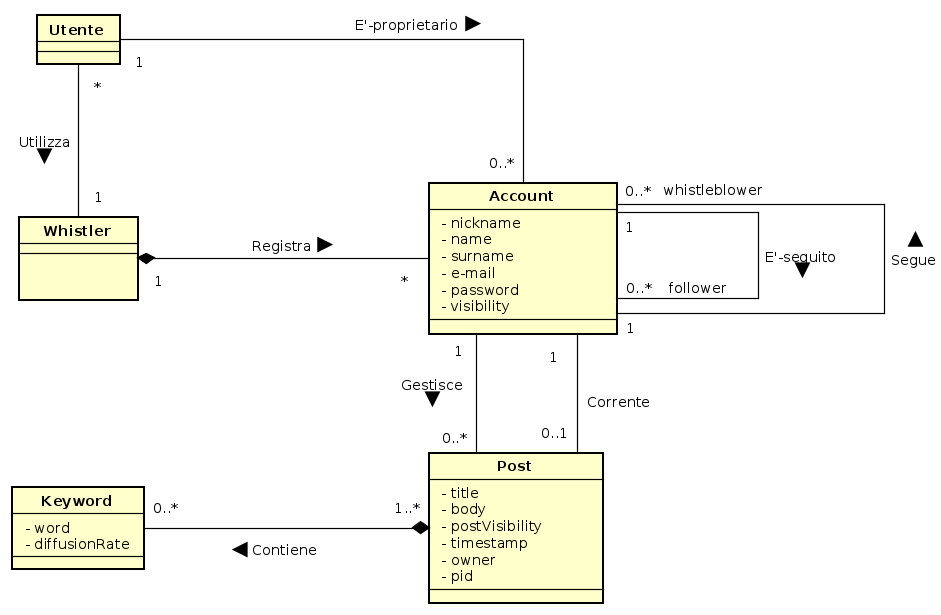 Utente
E'-proprietario
1
*
Utilizza
1
0..*
Whistler
Registra
1
*
Account
- nickname
- name
- surname
- e-mail
- password
- visibility
0..* whistleblower
1
E'-seguito
Segue
0..* follower
1
1
1
Gestisce
Corrente
0..*
0..1
Post
- title
- body
- postVisibility
- timestamp
- owner
- pid
Keyword
- word
- diffusionRate
0..*
1..*
Contiene